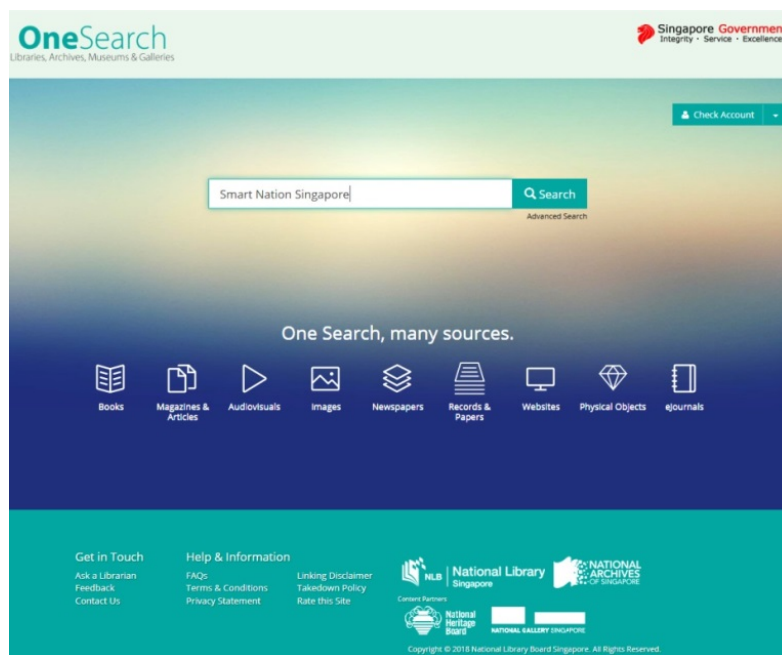 OneSearch
Libraries, Archives, Museums & Galleries
Singapore Governmen
Integrity · Service · Excellence
Check Account
Smart Nation Singapore
Search
Advanced Search
One Search, many sources.
Books
Magazines &
Articles
Audiovisuals
Images
Newspapers
Records &
Papers
Websites
Physical Objects
eJournals
Get in Touch
Ask a Librarian
Feedback
Contact Us
Help & Information
FAQs
Terms & Conditions
Privacy Statement
Linking Disclaimer
Takedown Policy
Rate this Site
NLB
National Library
Singapore
NATIONAL
ARCHIVES
OF SINGAPORE
Content Partners
National
Heritage
Board
NATIONAL GALLERY SINGAPORE
Copyright © 2018 National Library Board Singapore. All Rights Reserved.